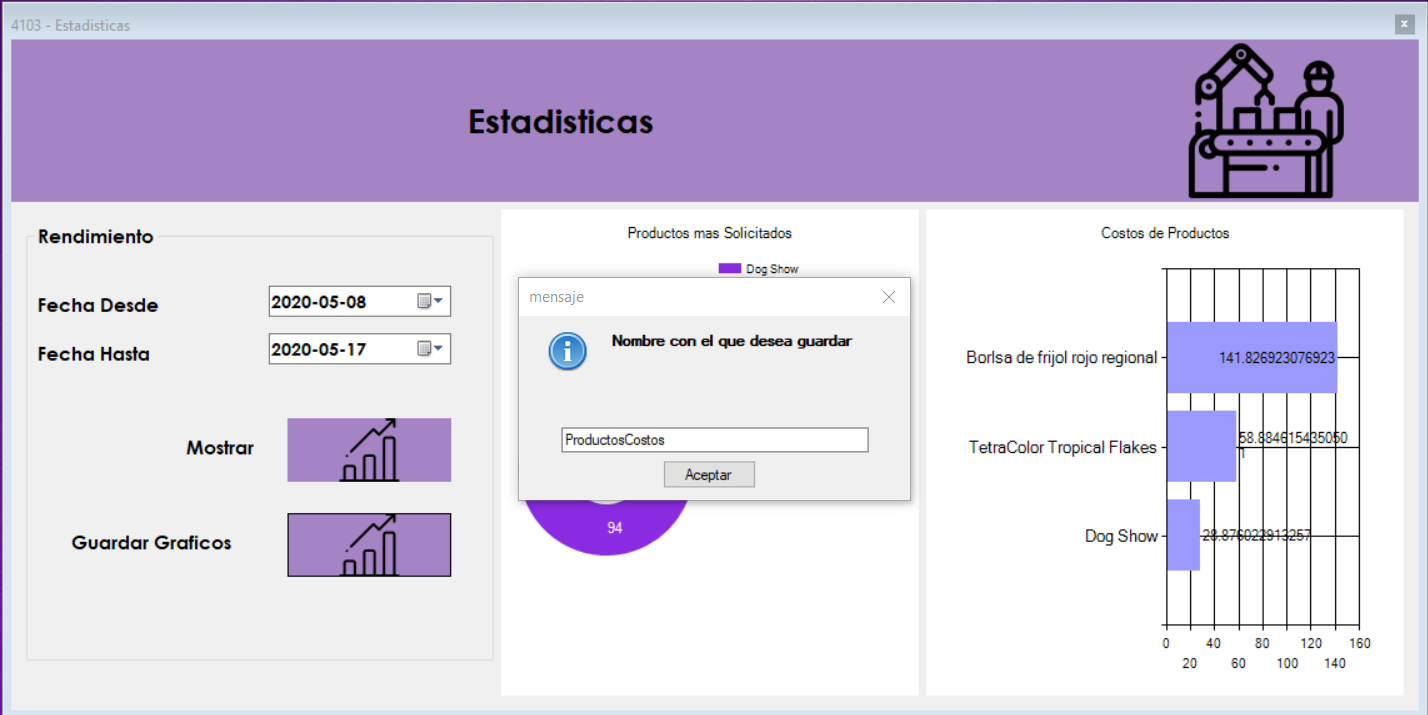 4103 - Estadisticas
Estadisticas
Rendimiento
Fecha Desde
2020-05-08
Fecha Hasta
2020-05-17
Mostrar
Guardar Graficos
Productos mas Solicitados
Dog Show
mensaje
Nombre con el que desea guardar
ProductosCostos
Aceptar
94
Costos de Productos
Borlsa de frijol rojo regional
141.826923076923
TetraColor Tropical Flakes
58.884615435050
1
Dog Show
28.876022913257
0 40 80 120 160
20 60 100 140